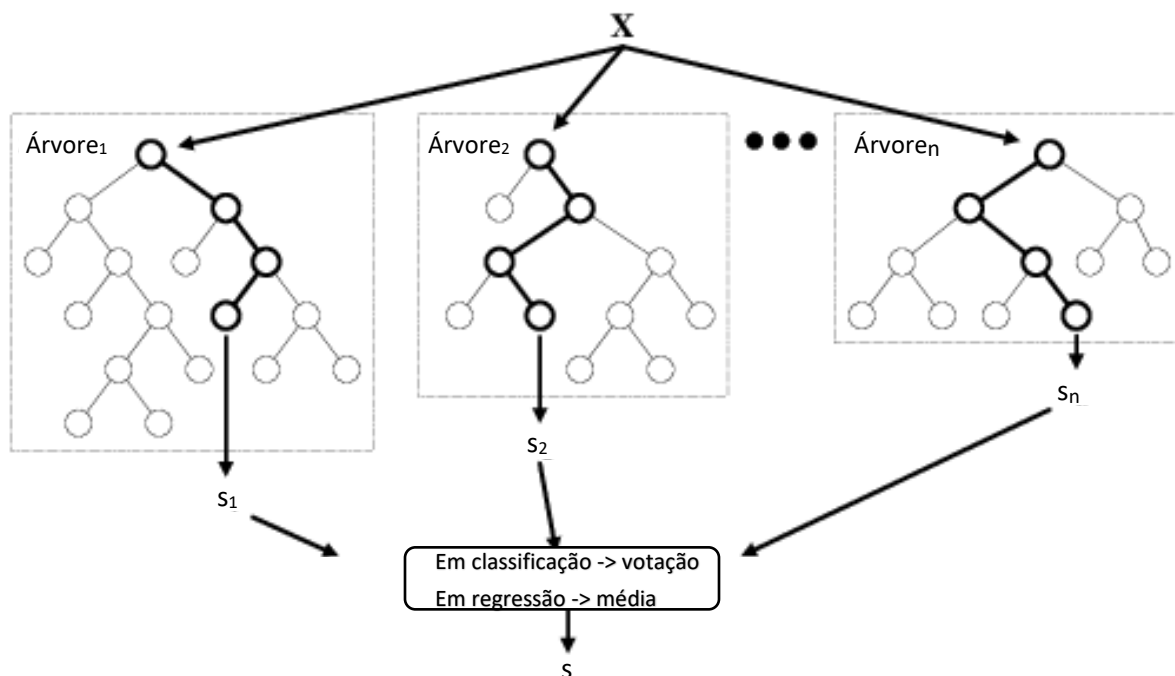 X
Árvore₁
Árvore₂
Árvoreₙ
sₙ
s₂
s₁
Em classificação -> votação
Em regressão -> média
s